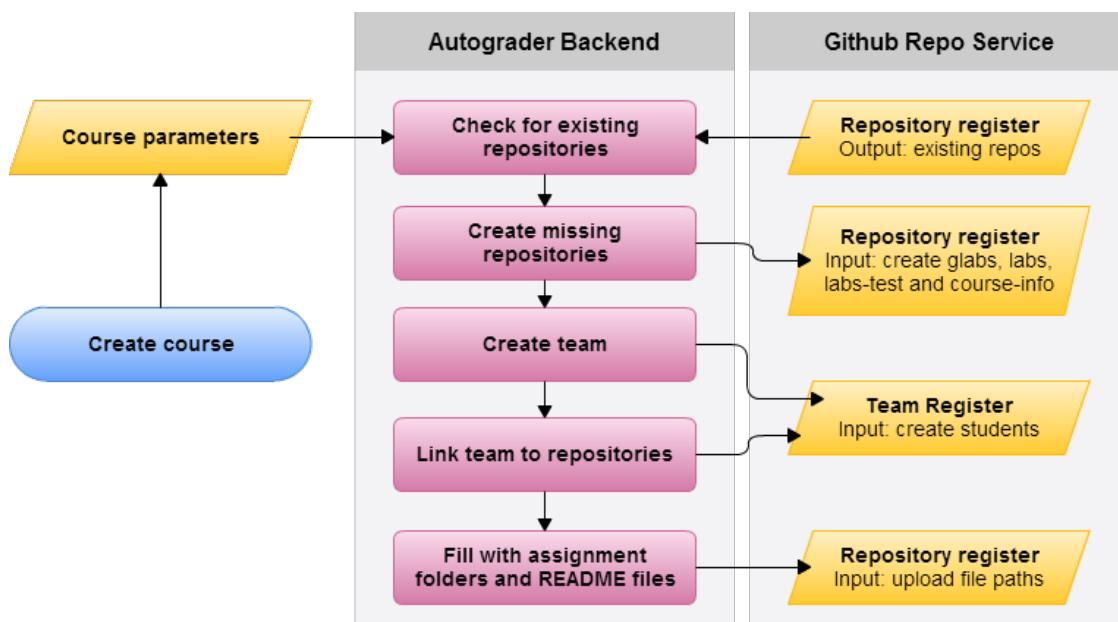 Autograder Backend
Github Repo Service
Course parameters
Check for existing
repositories
Repository register
Output: existing repos
Create missing
repositories
Repository register
Input: create glabs, labs,
labs-test and course-info
Create course
Create team
Team Register
Input: create students
Link team to repositories
Fill with assignment
folders and README files
Repository register
Input: upload file paths